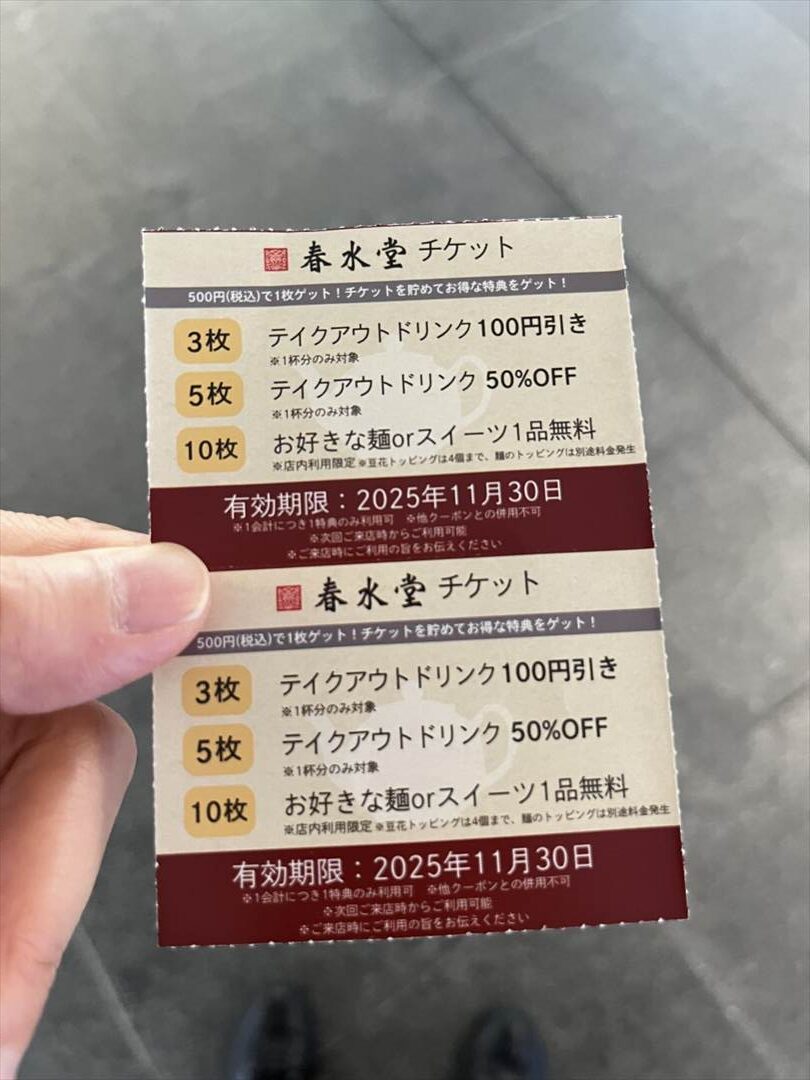 春水堂 チケット
500円(税込)で1枚ゲット!チケットを貯めてお得な特典をゲット!
3枚 テイクアウトドリンク100円引き
※1杯分のみ対象
5枚 テイクアウトドリンク 50%OFF
※1杯分のみ対象
10枚 お好きな麺orスイーツ1品無料
※店内利用限定 ※豆花トッピングは4個まで、麺のトッピングは別途料金発生
有効期限:2025年11月30日
※1会計につき1特典のみ利用可 ※他クーポンとの併用不可
※次回ご来店時からご利用可能
※ご来店時にご利用の旨をお伝えください
春水堂 チケット
500円(税込)で1枚ゲット!チケットを貯めてお得な特典をゲット!
3枚 テイクアウトドリンク100円引き
※1杯分のみ対象
5枚 テイクアウトドリンク 50%OFF
※1杯分のみ対象
10枚 お好きな麺orスイーツ1品無料
※店内利用限定 ※豆花トッピングは4個まで、麺のトッピングは別途料金発生
有効期限:2025年11月30日
※1会計につき1特典のみ利用可 ※他クーポンとの併用不可
※次回ご来店時からご利用可能
※ご来店時にご利用の旨をお伝えください